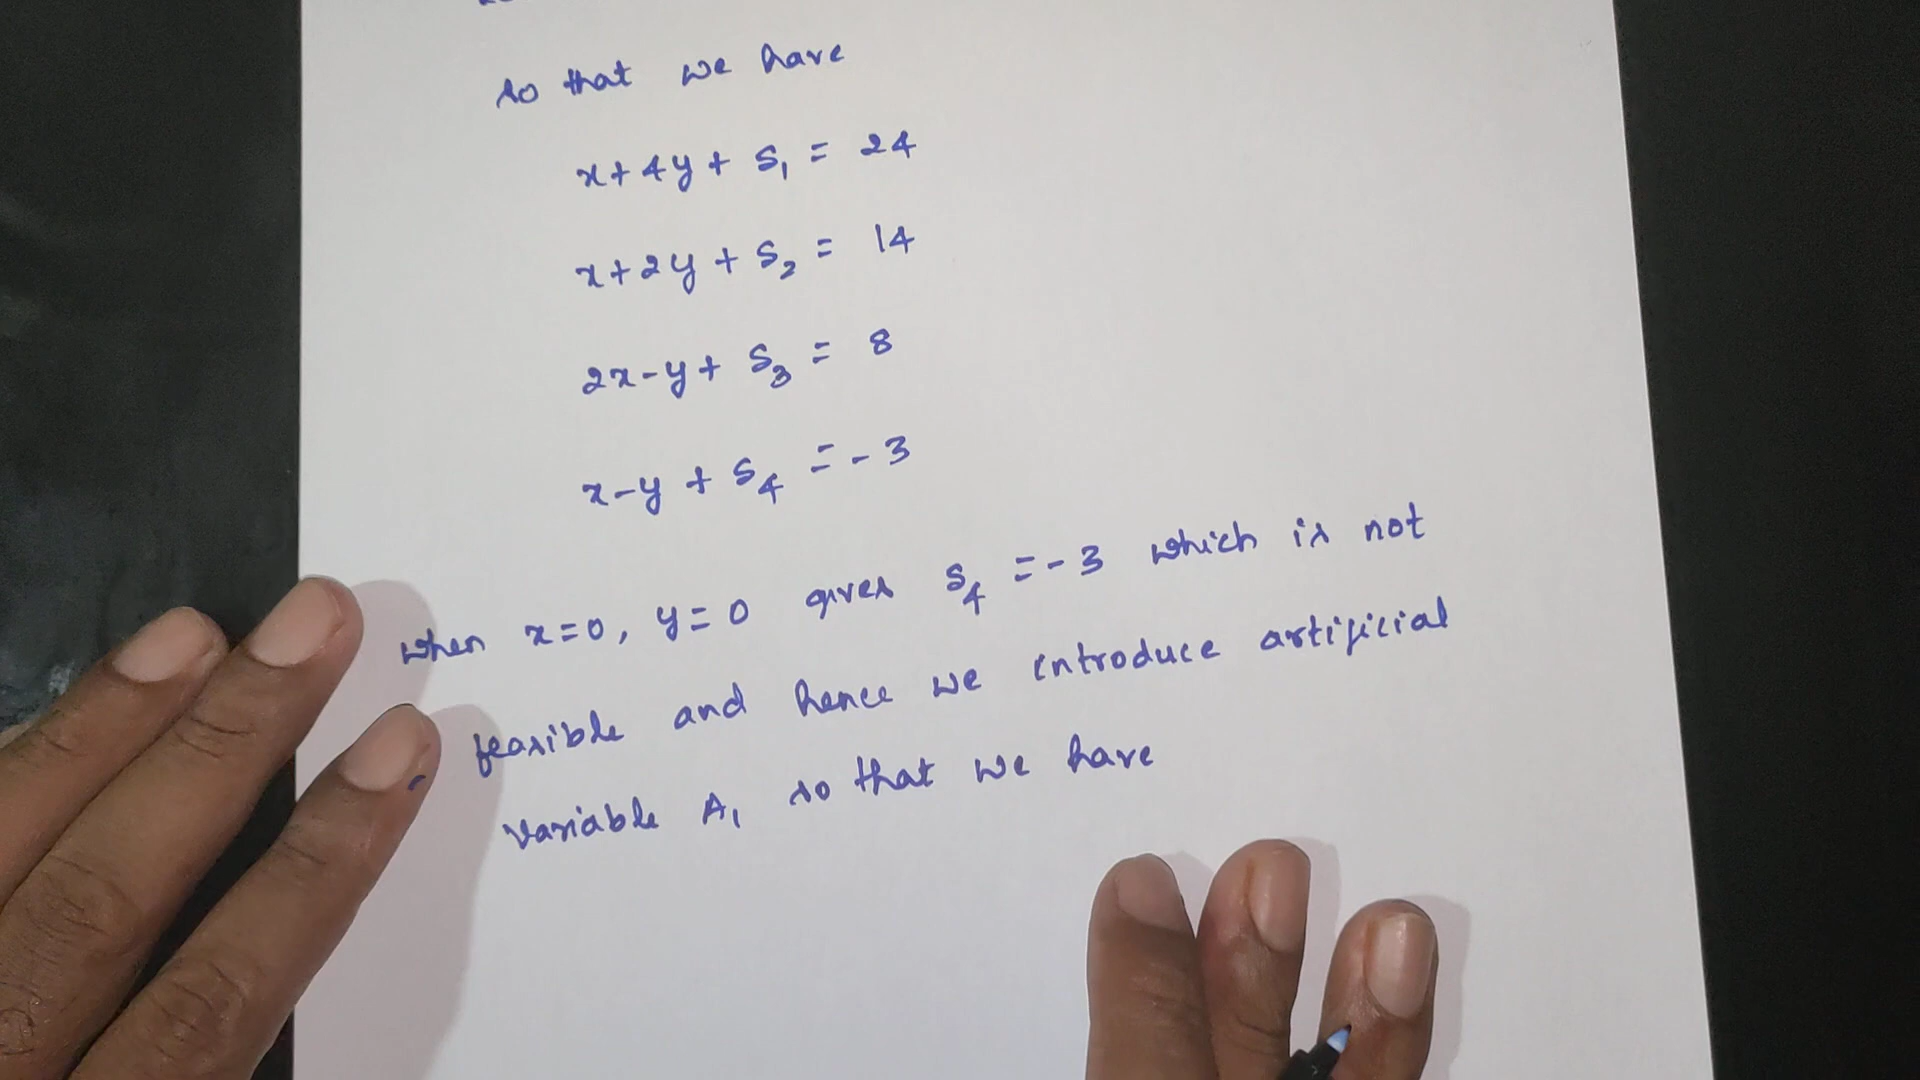 so that we have
x + 4y + S₁ = 24
x + 2y + S₂ = 14
2x - y + S₃ = 8
x - y + S₄ = -3
when x = 0, y = 0 gives S₄ = -3 which is not
feasible and hence we introduce artificial
variable A₁ so that we have